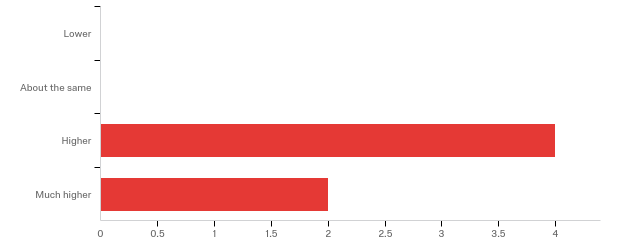 Lower
About the same
Higher
Much higher
0 0.5 1 1.5 2 2.5 3 3.5 4